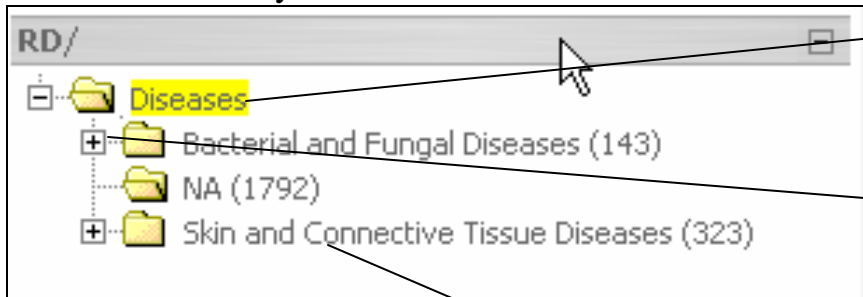 RD/
Diseases
Bacterial and Fungal Diseases (143)
NA (1792)
Skin and Connective Tissue Diseases (323)